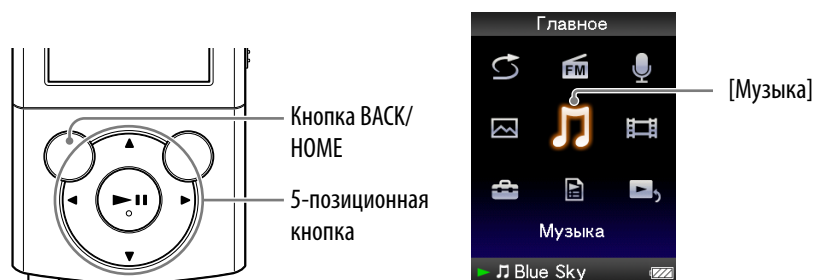 Кнопка BACK/
HOME
5-позиционная
кнопка
Главное
FM
[Музыка]
Музыка
Blue Sky